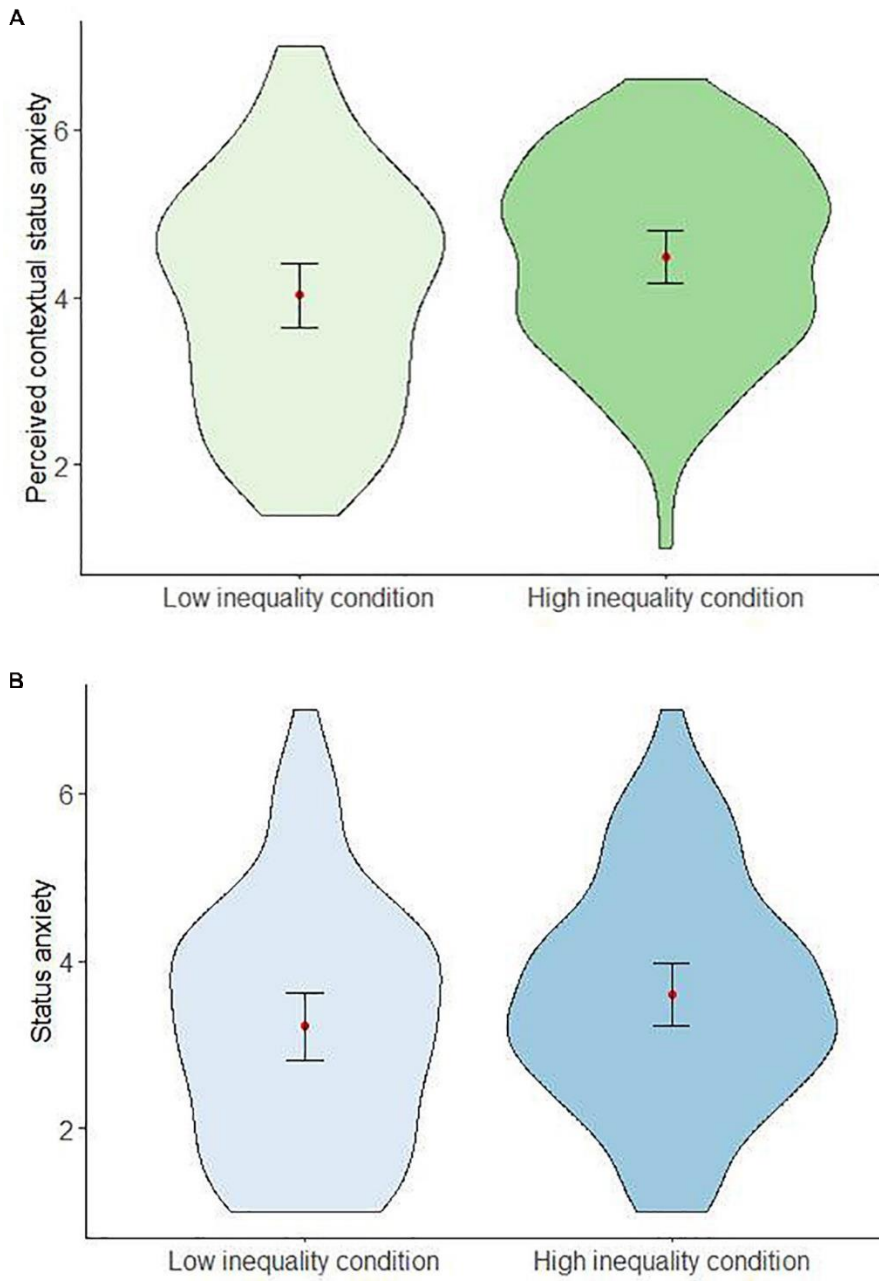 A
Perceived contextual status anxiety
6
4
2
Low inequality condition
High inequality condition
B
Status anxiety
6
4
2
Low inequality condition
High inequality condition